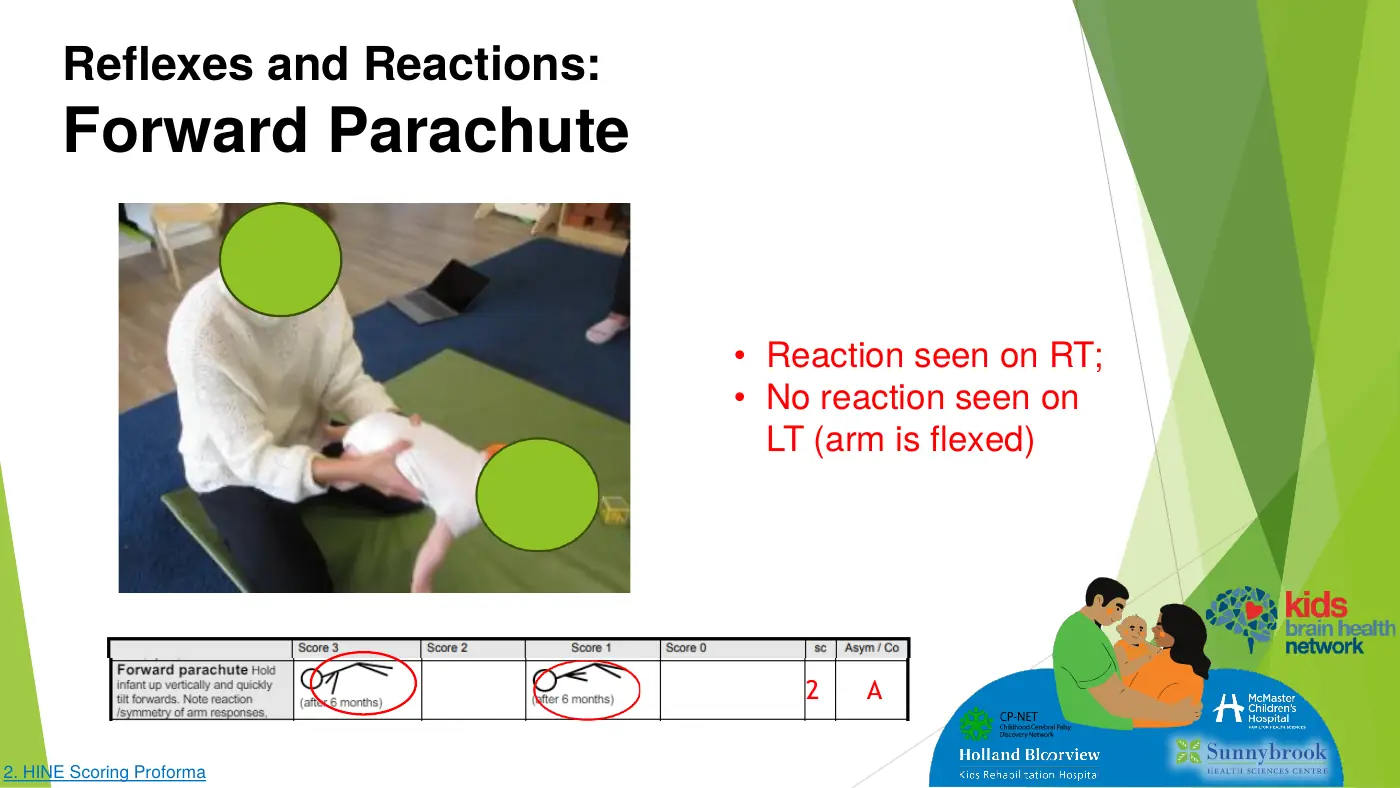 Reflexes and Reactions:
Forward Parachute
• Reaction seen on RT;
• No reaction seen on
LT (arm is flexed)
Score 3 Score 2 Score 1 Score 0 sc Asym / Co
Forward parachute Hold
infant up vertically and quickly
tilt forwards. Note reaction
/symmetry of arm responses,
(after 6 months)
(after 6 months)
2 A
kids
brain health
network
CP-NET
Childhood Cerebral Palsy
Discovery Network
McMaster
Children's
Hospital
HAMILTON HEALTH SCIENCES
Holland Bloorview
Kids Rehabilitation Hospital
Sunnybrook
HEALTH SCIENCES CENTRE
2. HINE Scoring Proforma